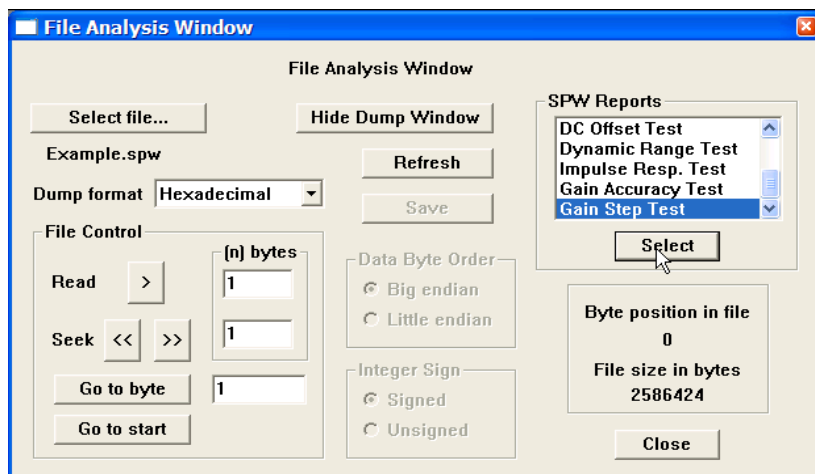 File Analysis Window
File Analysis Window
Select file...
Hide Dump Window
Example.spw
Refresh
Dump format Hexadecimal
Save
File Control
(n) bytes
Read > 1
Seek << >> 1
Go to byte 1
Go to start
Data Byte Order
Big endian
Little endian
Integer Sign
Signed
Unsigned
SPW Reports
DC Offset Test
Dynamic Range Test
Impulse Resp. Test
Gain Accuracy Test
Gain Step Test
Select
Byte position in file
0
File size in bytes
2586424
Close